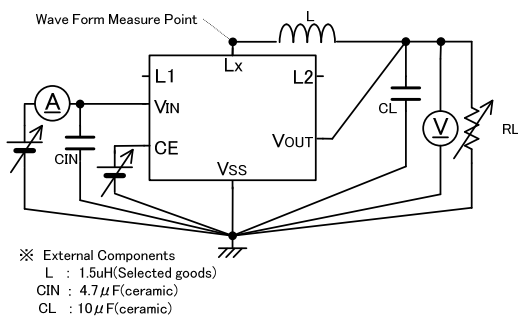 Wave Form Measure Point
L
Lx
L1
L2
A
VIN
CL
V
RL
CIN
CE
VOUT
VSS
※ External Components
L : 1.5uH(Selected goods)
CIN : 4.7μF(ceramic)
CL : 10μF(ceramic)